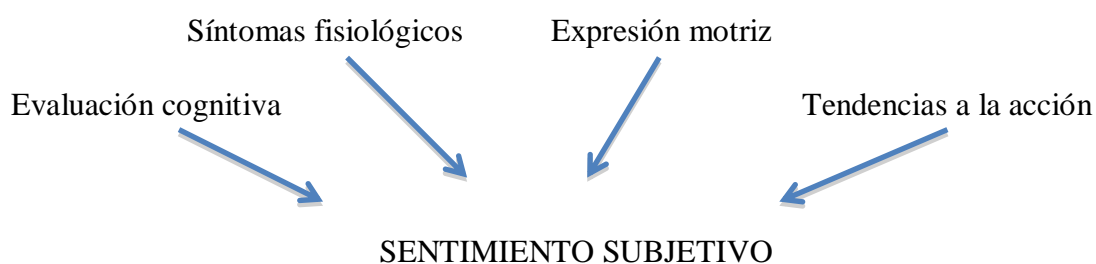 Síntomas fisiológicos
Expresión motriz
Evaluación cognitiva
Tendencias a la acción
SENTIMIENTO SUBJETIVO